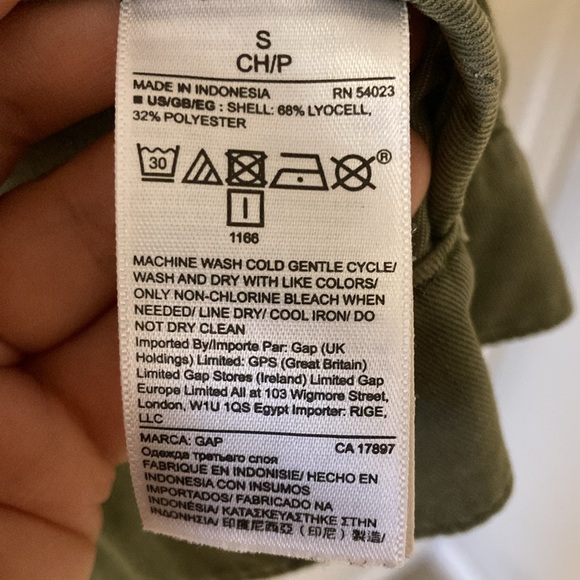 S
CH/P
MADE IN INDONESIA RN 54023
■ US/GB/EG : SHELL: 68% LYOCELL,
32% POLYESTER
30
®
1166
MACHINE WASH COLD GENTLE CYCLE/
WASH AND DRY WITH LIKE COLORS/
ONLY NON-CHLORINE BLEACH WHEN
NEEDED/ LINE DRY/ COOL IRON/ DO
NOT DRY CLEAN
Imported By/Importe Par: Gap (UK
Holdings) Limited: GPS (Great Britain)
Limited Gap Stores (Ireland) Limited Gap
Europe Limited All at 103 Wigmore Street,
London, W1U 1QS Egypt Importer: RIGE,
LLC
MARCA: GAP CA 17897
Одежда третьего слоя
FABRIQUE EN INDONISIE/ HECHO EN
INDONESIA CON INSUMOS
IMPORTADOS/ FABRICADO NA
INDONÉSIA/ ΚΑΤΑΣΚΕΥΑΣΤΗΚΕ ΣΤΗΝ
ΙΝΔΟΝΗΣΙΑ/ 印度尼西亞（印尼）製造/